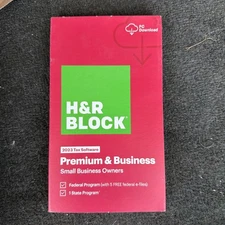 PC
Download
H&R
BLOCK
2023 Tax Software
Premium & Business
Small Business Owners
Federal Program (with 5 FREE federal e-files)
1 State Program